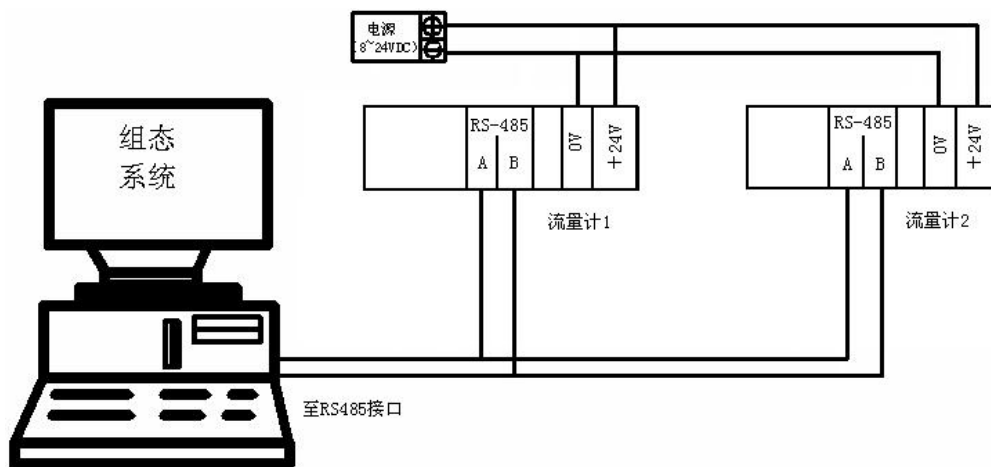 电源
(8~24VDC)
组态
系统
RS-485
A B
0V
+24V
流量计1
RS-485
A B
0V
+24V
流量计2
至RS485接口